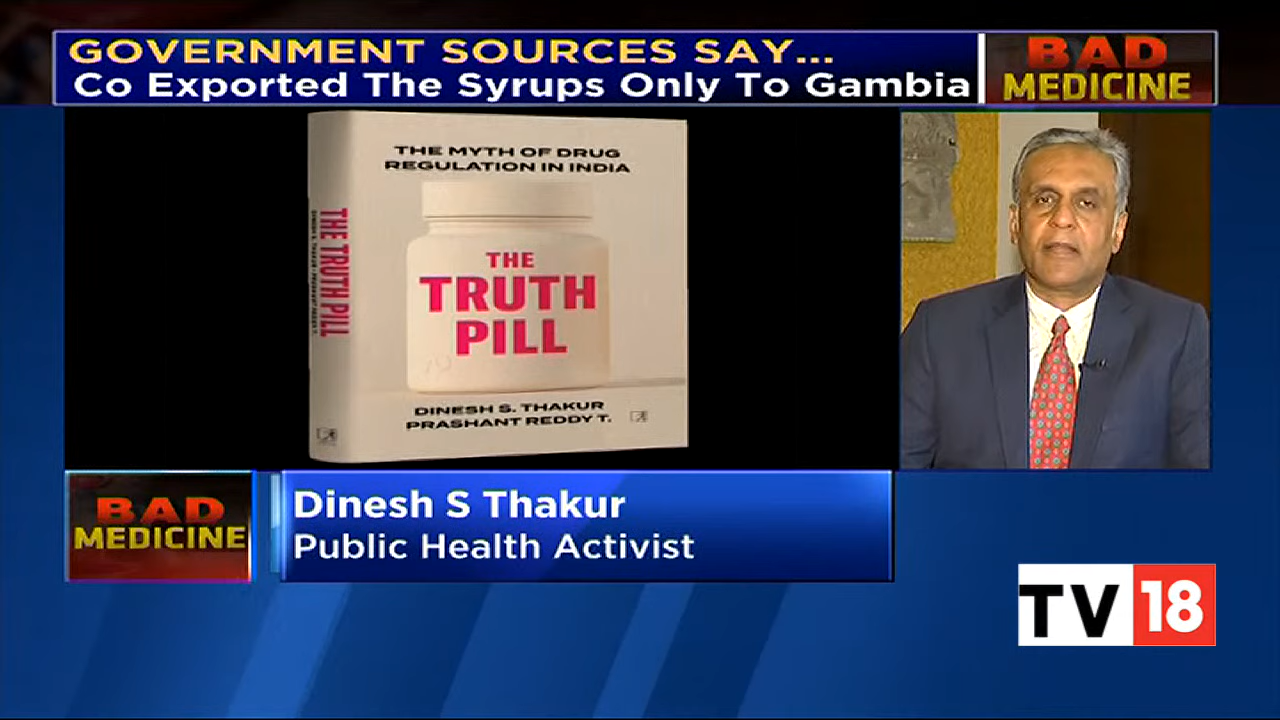 GOVERNMENT SOURCES SAY...
Co Exported The Syrups Only To Gambia
BAD
MEDICINE
THE MYTH OF DRUG
REGULATION IN INDIA
THE TRUTH PILL
THE
TRUTH
PILL
DINESH S. THAKUR
PRASHANT REDDY T.
BAD
MEDICINE
Dinesh S Thakur
Public Health Activist
TV18